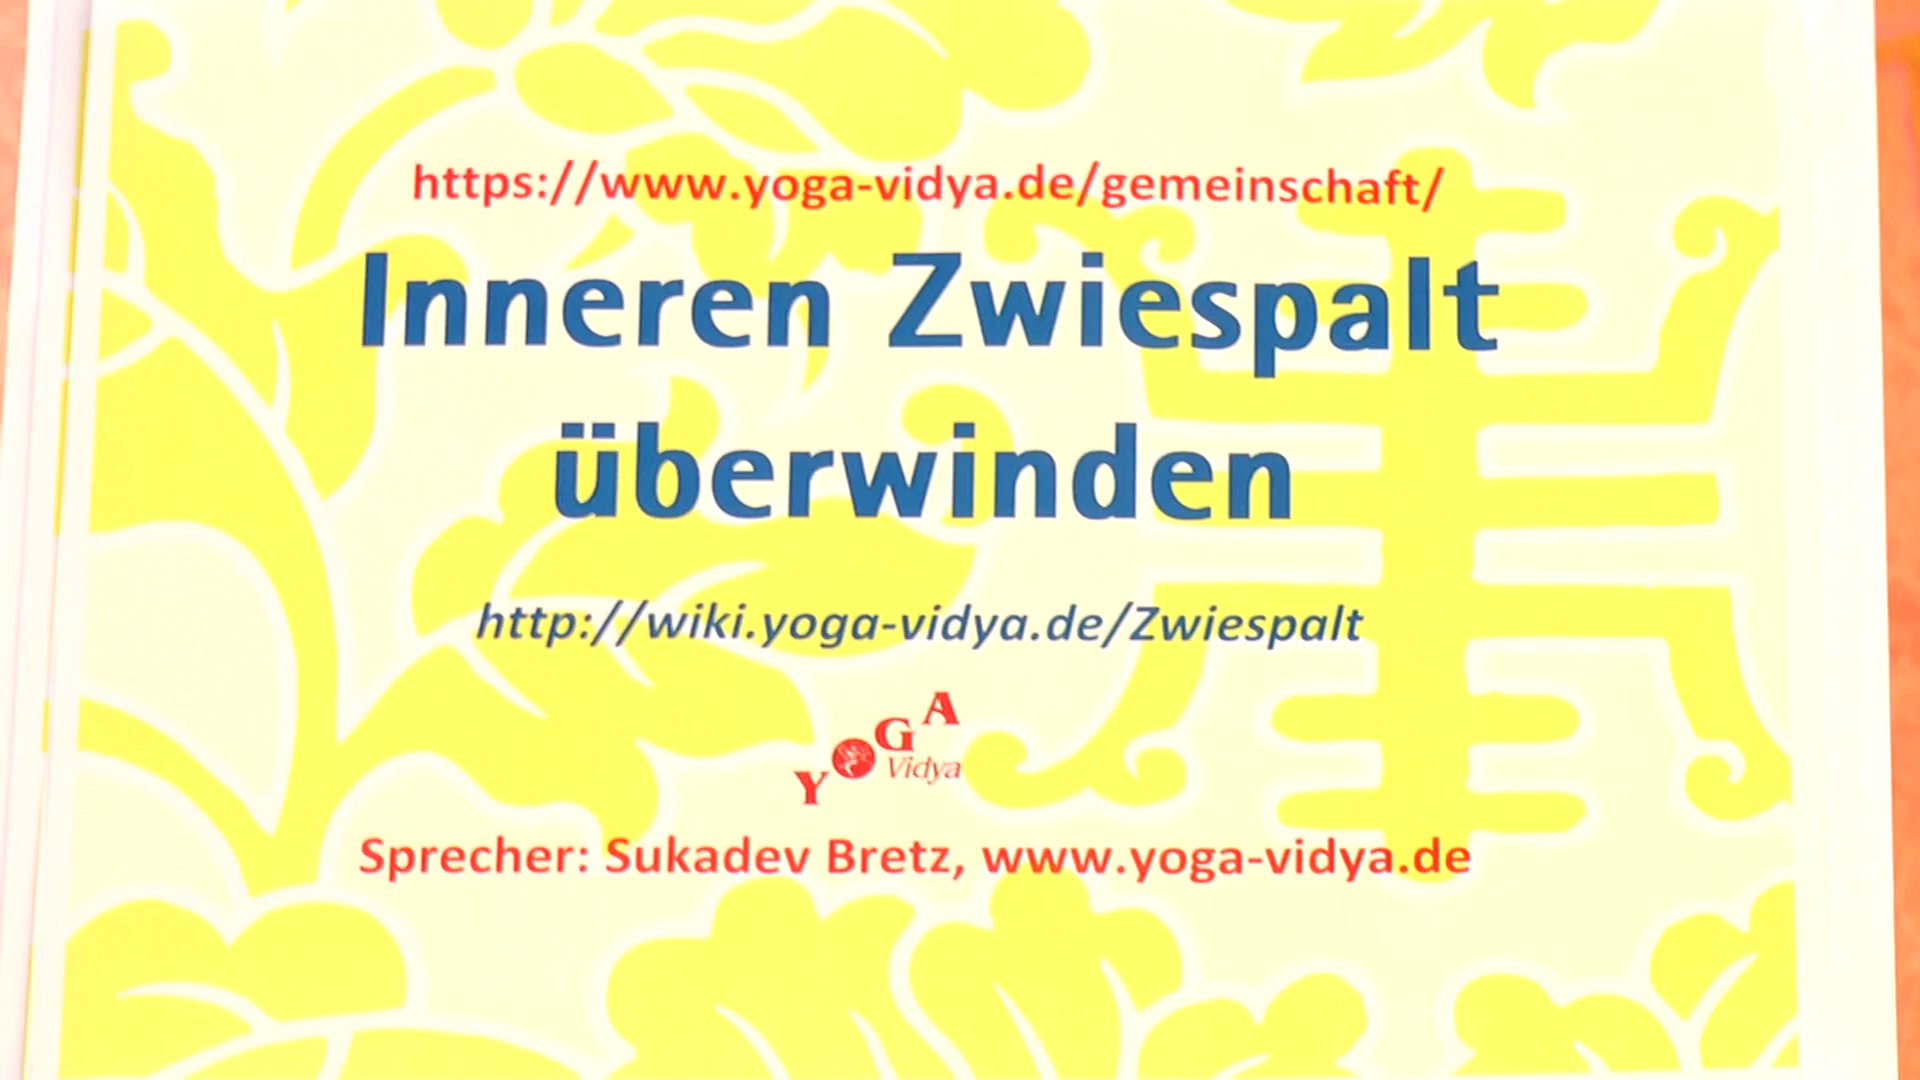 https://www.yoga-vidya.de/gemeinschaft/
Inneren Zwiespalt
überwinden
http://wiki.yoga-vidya.de/Zwiespalt
YOGA
Vidya
Sprecher: Sukadev Bretz, www.yoga-vidya.de